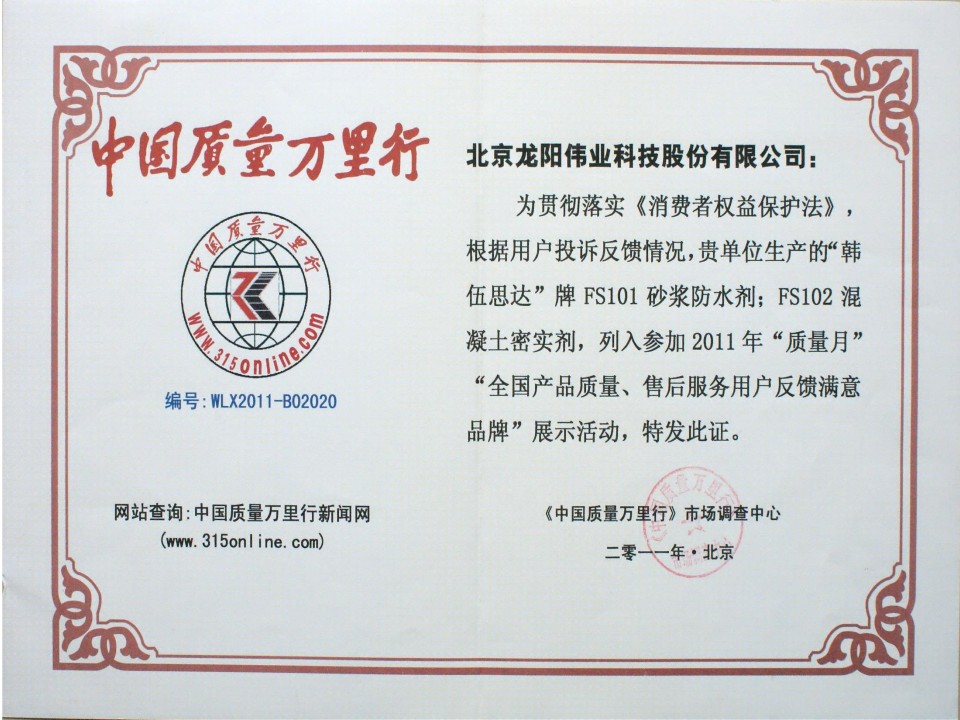 中国质量万里行
中国质量万里行
www.315online.com
编号:WLX2011-B02020
网站查询:中国质量万里行新闻网
(www.315online.com)
北京龙阳伟业科技股份有限公司:
为贯彻落实《消费者权益保护法》,
根据用户投诉反馈情况,贵单位生产的“韩
伍思达”牌 FS101 砂浆防水剂; FS102 混
凝土密实剂,列入参加 2011 年“质量月”
“全国产品质量、售后服务用户反馈满意
品牌”展示活动,特发此证。
《中国质量万里行》市场调查中心
二零一一年·北京
《中国质量万里行》